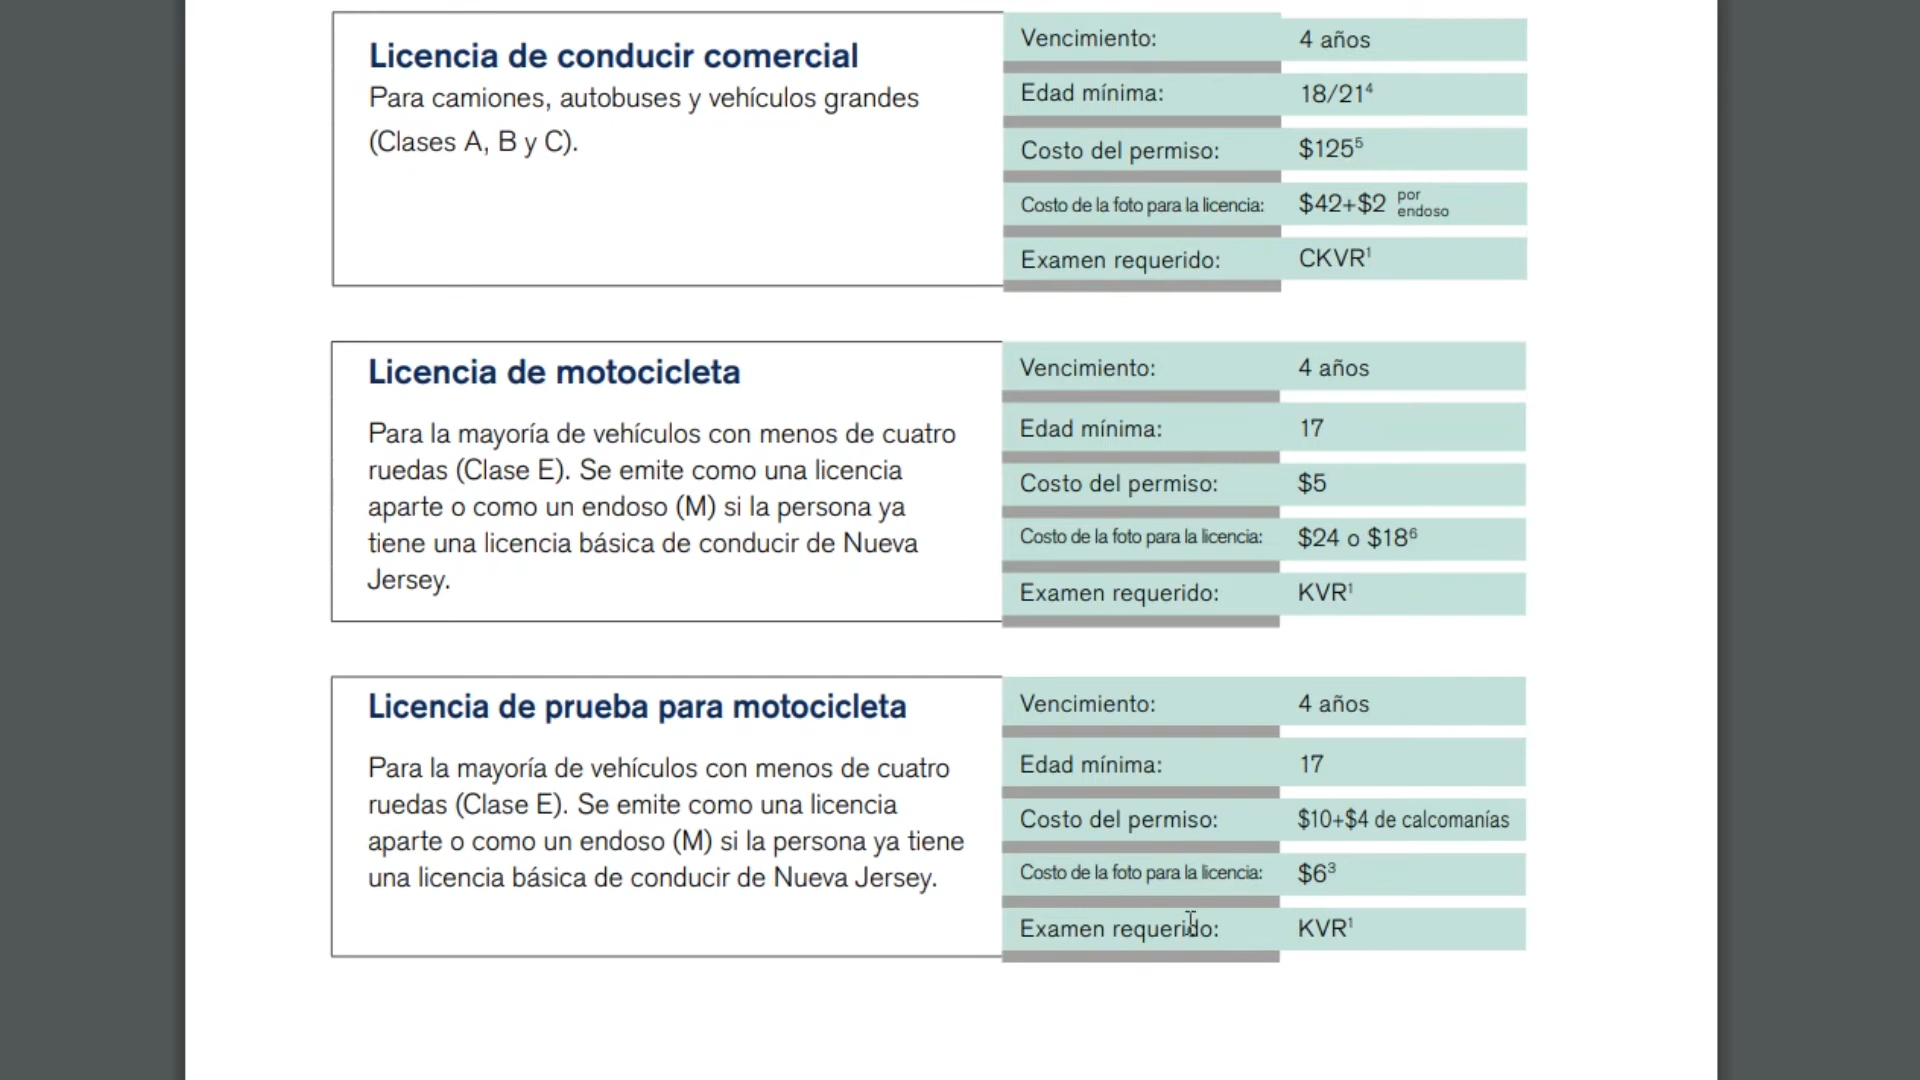 Licencia de conducir comercial
Para camiones, autobuses y vehículos grandes
(Clases A, B y C).
Vencimiento: 4 años
Edad mínima: 18/21⁴
Costo del permiso: $125⁵
Costo de la foto para la licencia: $42+$2 por endoso
Examen requerido: CKVR¹
Licencia de motocicleta
Para la mayoría de vehículos con menos de cuatro
ruedas (Clase E). Se emite como una licencia
aparte o como un endoso (M) si la persona ya
tiene una licencia básica de conducir de Nueva
Jersey.
Vencimiento: 4 años
Edad mínima: 17
Costo del permiso: $5
Costo de la foto para la licencia: $24 o $18⁶
Examen requerido: KVR¹
Licencia de prueba para motocicleta
Para la mayoría de vehículos con menos de cuatro
ruedas (Clase E). Se emite como una licencia
aparte o como un endoso (M) si la persona ya tiene
una licencia básica de conducir de Nueva Jersey.
Vencimiento: 4 años
Edad mínima: 17
Costo del permiso: $10+$4 de calcomanías
Costo de la foto para la licencia: $6³
Examen requerido: KVR¹